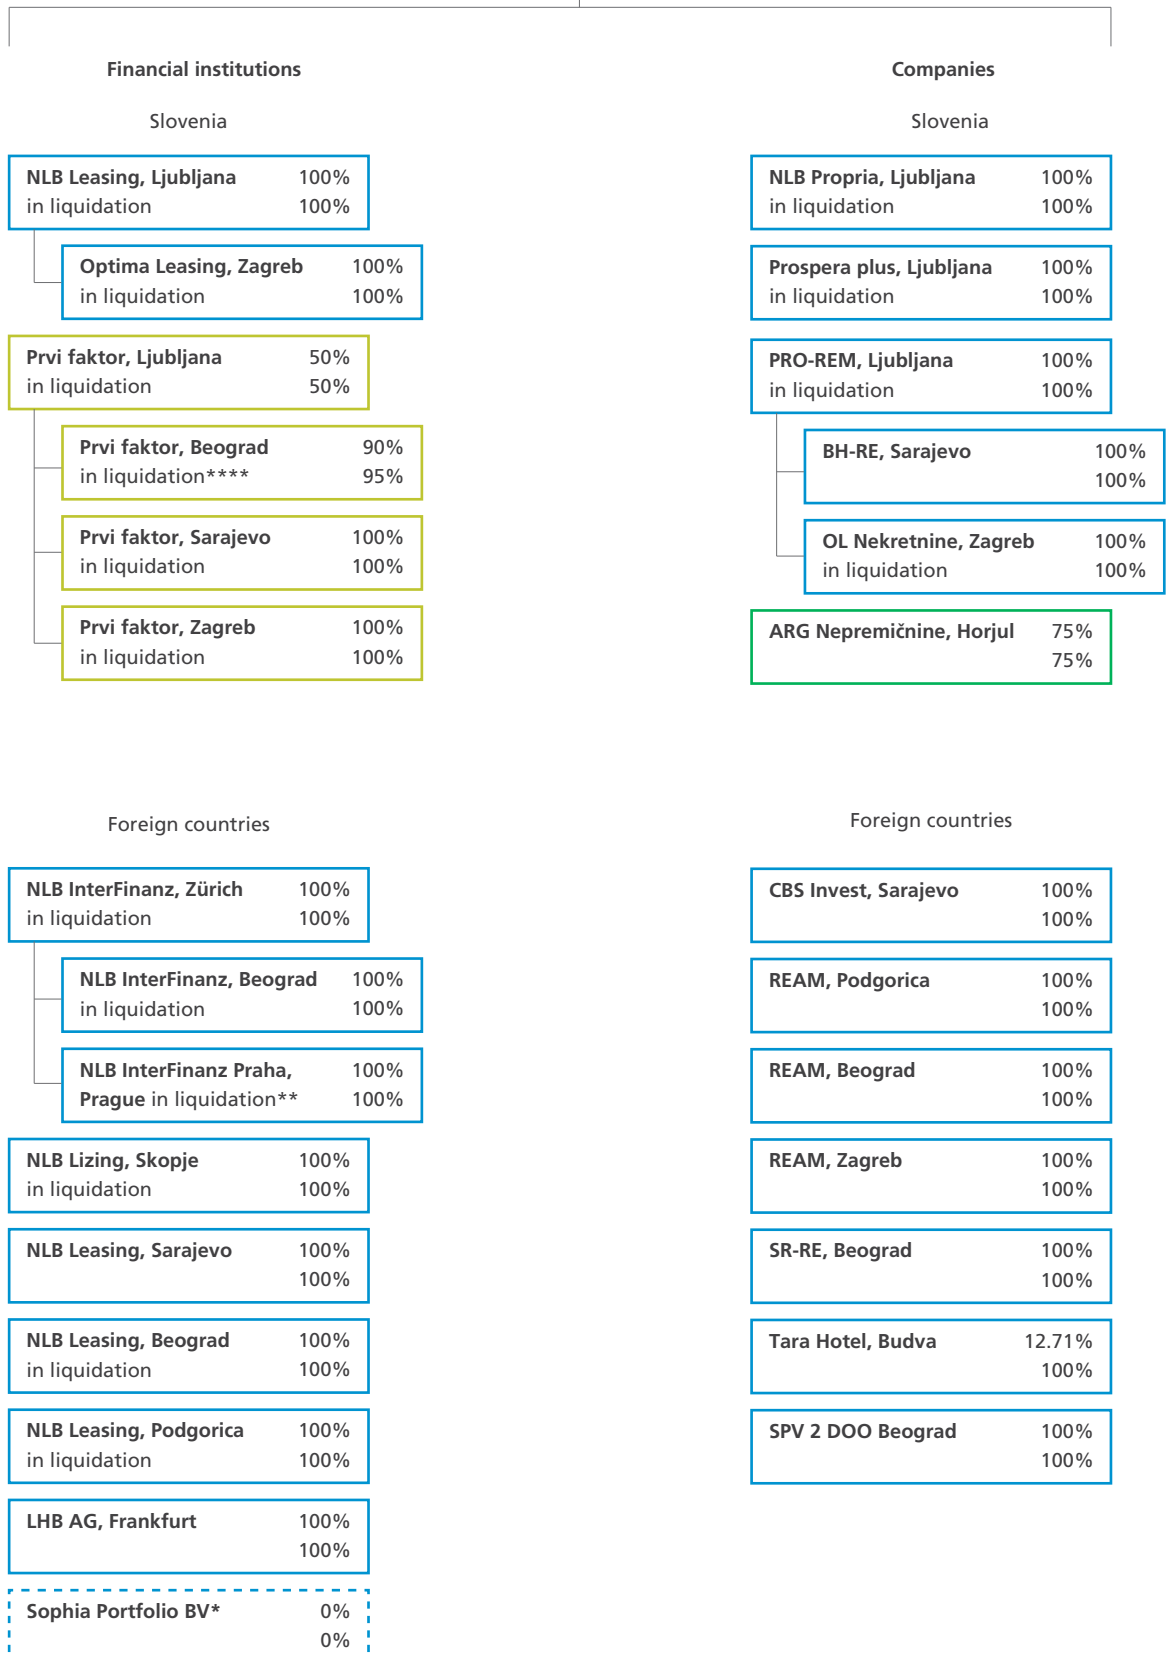 Financial institutions
Slovenia
NLB Leasing, Ljubljana 100%
in liquidation 100%
Optima Leasing, Zagreb 100%
in liquidation 100%
Prvi faktor, Ljubljana 50%
in liquidation 50%
Prvi faktor, Beograd 90%
in liquidation**** 95%
Prvi faktor, Sarajevo 100%
in liquidation 100%
Prvi faktor, Zagreb 100%
in liquidation 100%
Foreign countries
NLB InterFinanz, Zürich 100%
in liquidation 100%
NLB InterFinanz, Beograd 100%
in liquidation 100%
NLB InterFinanz Praha, 100%
Prague in liquidation** 100%
NLB Lizing, Skopje 100%
in liquidation 100%
NLB Leasing, Sarajevo 100%
100%
NLB Leasing, Beograd 100%
in liquidation 100%
NLB Leasing, Podgorica 100%
in liquidation 100%
LHB AG, Frankfurt 100%
100%
Sophia Portfolio BV* 0%
0%
Companies
Slovenia
NLB Propria, Ljubljana 100%
in liquidation 100%
Prospera plus, Ljubljana 100%
in liquidation 100%
PRO-REM, Ljubljana 100%
in liquidation 100%
BH-RE, Sarajevo 100%
100%
OL Nekretnine, Zagreb 100%
in liquidation 100%
ARG Nepremičnine, Horjul 75%
75%
Foreign countries
CBS Invest, Sarajevo 100%
100%
REAM, Podgorica 100%
100%
REAM, Beograd 100%
100%
REAM, Zagreb 100%
100%
SR-RE, Beograd 100%
100%
Tara Hotel, Budva 12.71%
100%
SPV 2 DOO Beograd 100%
100%